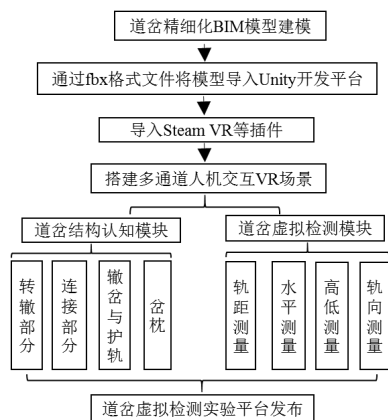 道岔精细化BIM模型建模
通过fbx格式文件将模型导入Unity开发平台
导入Steam VR等插件
搭建多通道人机交互VR场景
道岔结构认知模块
道岔虚拟检测模块
转辙部分
连接部分
辙岔与护轨
岔枕
轨距测量
水平测量
高低测量
轨向测量
道岔虚拟检测实验平台发布